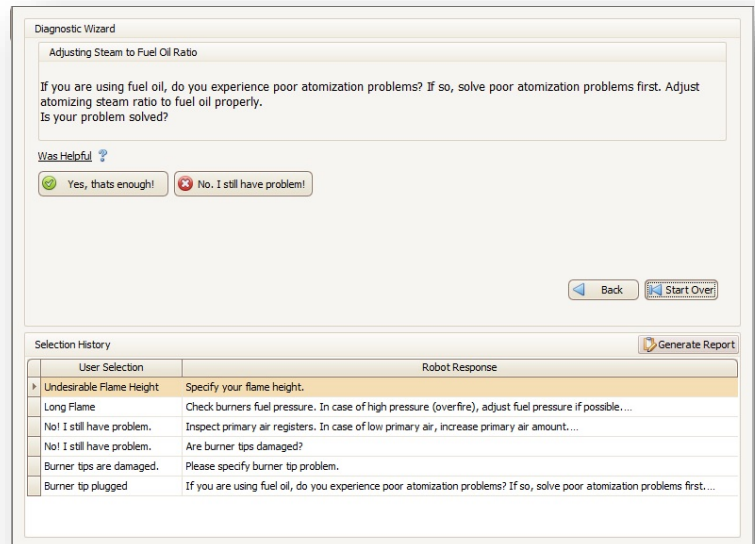 Diagnostic Wizard
Adjusting Steam to Fuel Oil Ratio
If you are using fuel oil, do you experience poor atomization problems? If so, solve poor atomization problems first. Adjust
atomizing steam ratio to fuel oil properly.
Is your problem solved?
Was Helpful ?
Yes, thats enough!
No. I still have problem!
Back
Start Over
Selection History
Generate Report
User Selection Robot Response
Undesirable Flame Height Specify your flame height.
Long Flame Check burners fuel pressure. In case of high pressure (overfire), adjust fuel pressure if possible....
No! I still have problem. Inspect primary air registers. In case of low primary air, increase primary air amount....
No! I still have problem. Are burner tips damaged?
Burner tips are damaged. Please specify burner tip problem.
Burner tip plugged If you are using fuel oil, do you experience poor atomization problems? If so, solve poor atomization problems first....